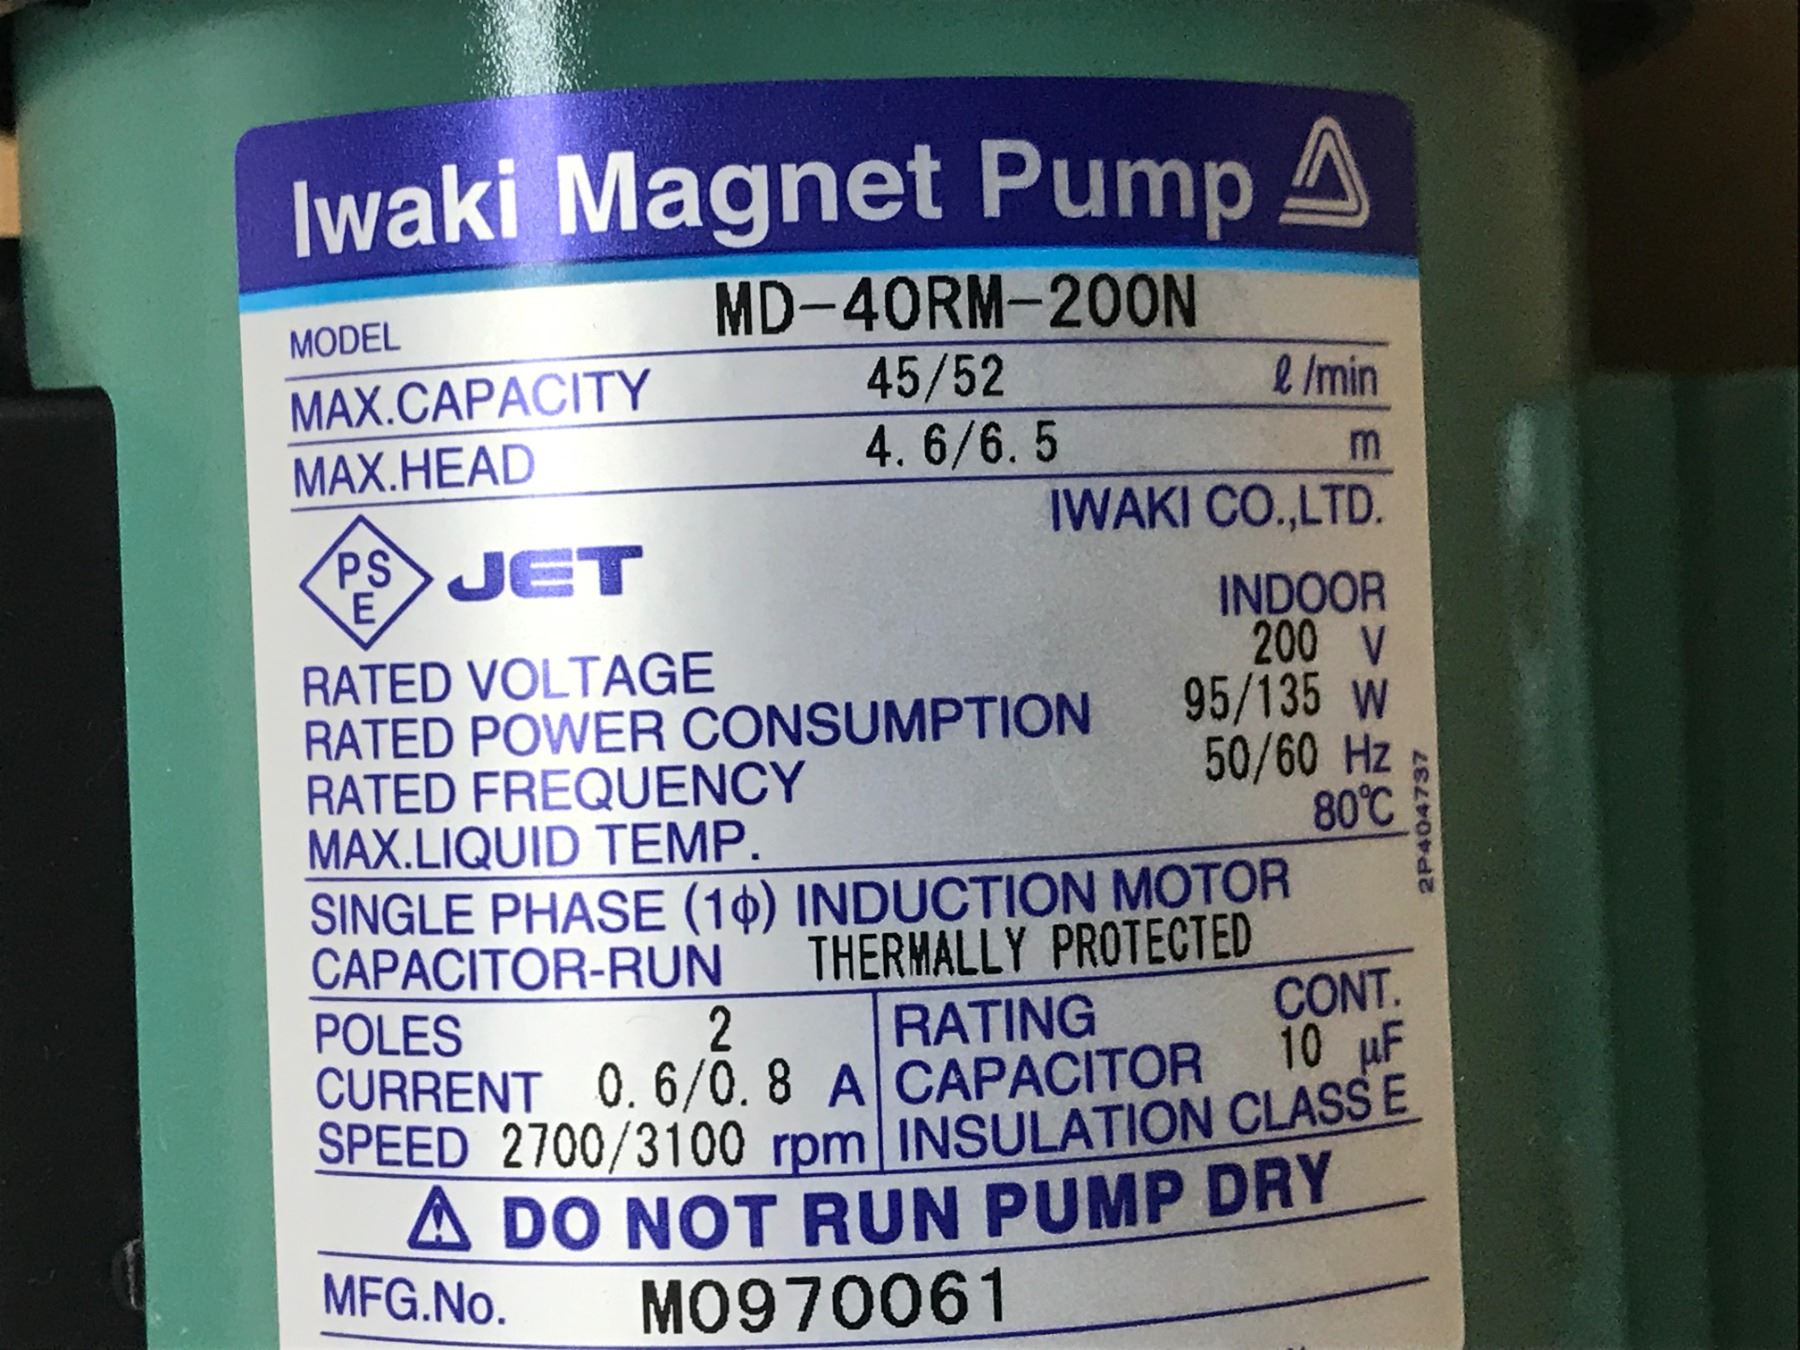 Iwaki Magnet Pump
MODEL MD-40RM-200N
MAX.CAPACITY 45/52 ℓ/min
MAX.HEAD 4.6/6.5 m
IWAKI CO.,LTD.
PS E JET
INDOOR
RATED VOLTAGE 200 V
RATED POWER CONSUMPTION 95/135 W
RATED FREQUENCY 50/60 Hz
MAX.LIQUID TEMP. 80℃
2P404737
SINGLE PHASE (1ϕ) INDUCTION MOTOR
CAPACITOR-RUN THERMALLY PROTECTED
POLES 2 RATING CONT.
CURRENT 0.6/0.8 A CAPACITOR 10 µF
SPEED 2700/3100 rpm INSULATION CLASS E
DO NOT RUN PUMP DRY
MFG.No. M0970061